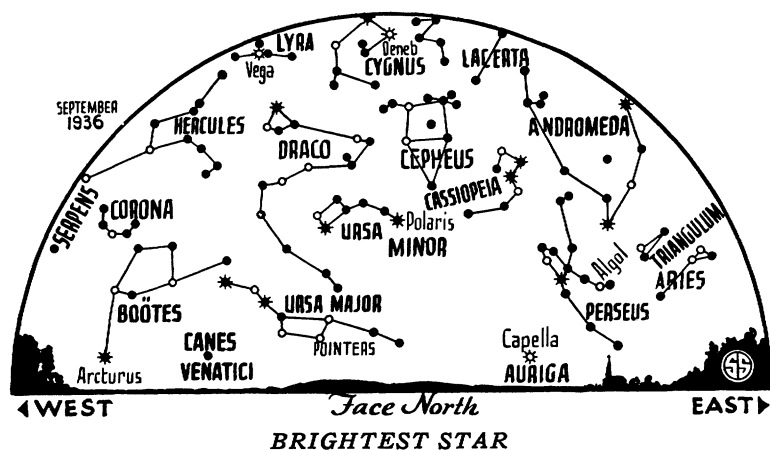 LYRA
Vega
Deneb
CYGNUS
LACERTA
SEPTEMBER
1936
HERCULES
DRACO
CEPHEUS
ANDROMEDA
CASSIOPEIA
SERPENS
CORONA
URSA
MINOR
Polaris
TRIANGULUM
ARIES
Algol
PERSEUS
BOÖTES
URSA MAJOR
POINTERS
CANES
VENATICI
Arcturus
Capella
AURIGA
SS
WEST
Face North
EAST
BRIGHTEST STAR